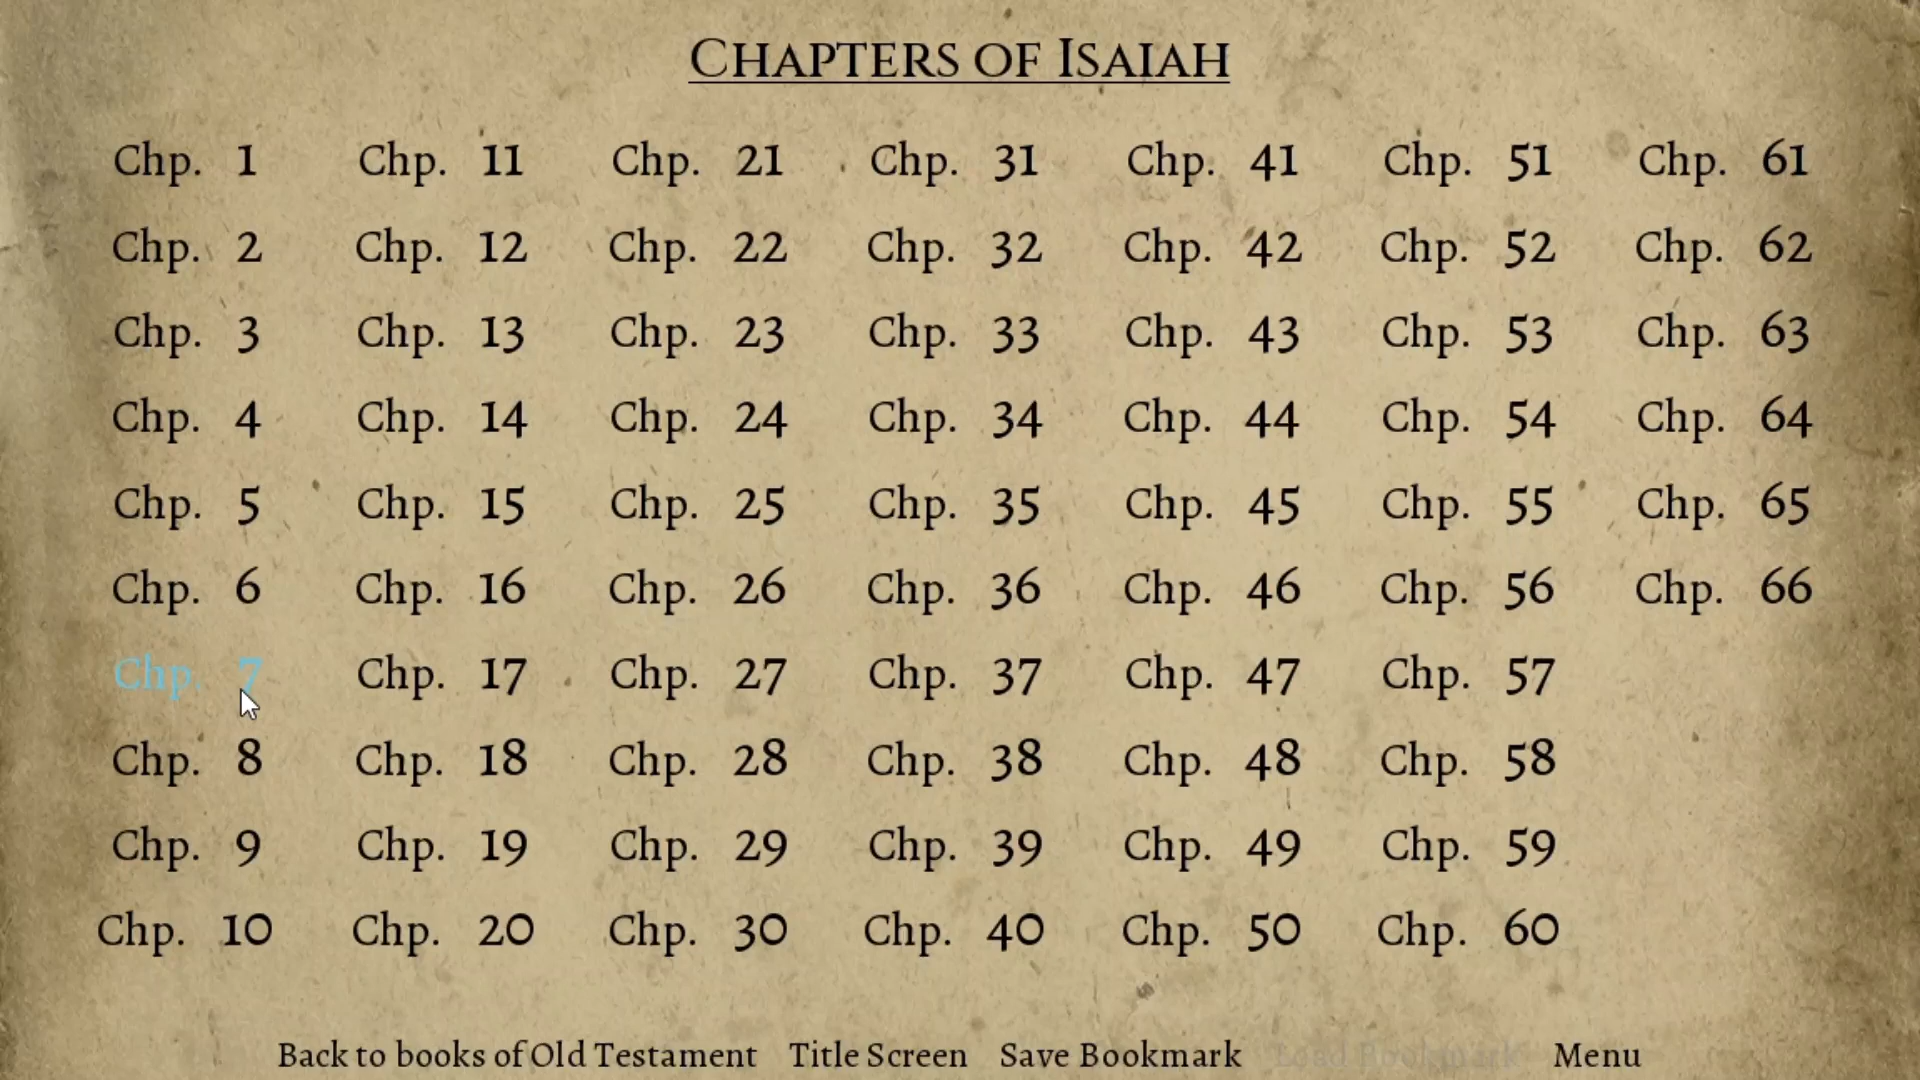 Chapters of Isaiah
Chp. 1 Chp. 11 Chp. 21 Chp. 31 Chp. 41 Chp. 51 Chp. 61
Chp. 2 Chp. 12 Chp. 22 Chp. 32 Chp. 42 Chp. 52 Chp. 62
Chp. 3 Chp. 13 Chp. 23 Chp. 33 Chp. 43 Chp. 53 Chp. 63
Chp. 4 Chp. 14 Chp. 24 Chp. 34 Chp. 44 Chp. 54 Chp. 64
Chp. 5 Chp. 15 Chp. 25 Chp. 35 Chp. 45 Chp. 55 Chp. 65
Chp. 6 Chp. 16 Chp. 26 Chp. 36 Chp. 46 Chp. 56 Chp. 66
Chp. 7 Chp. 17 Chp. 27 Chp. 37 Chp. 47 Chp. 57
Chp. 8 Chp. 18 Chp. 28 Chp. 38 Chp. 48 Chp. 58
Chp. 9 Chp. 19 Chp. 29 Chp. 39 Chp. 49 Chp. 59
Chp. 10 Chp. 20 Chp. 30 Chp. 40 Chp. 50 Chp. 60
Back to books of Old Testament Title Screen Save Bookmark Load Bookmark Menu